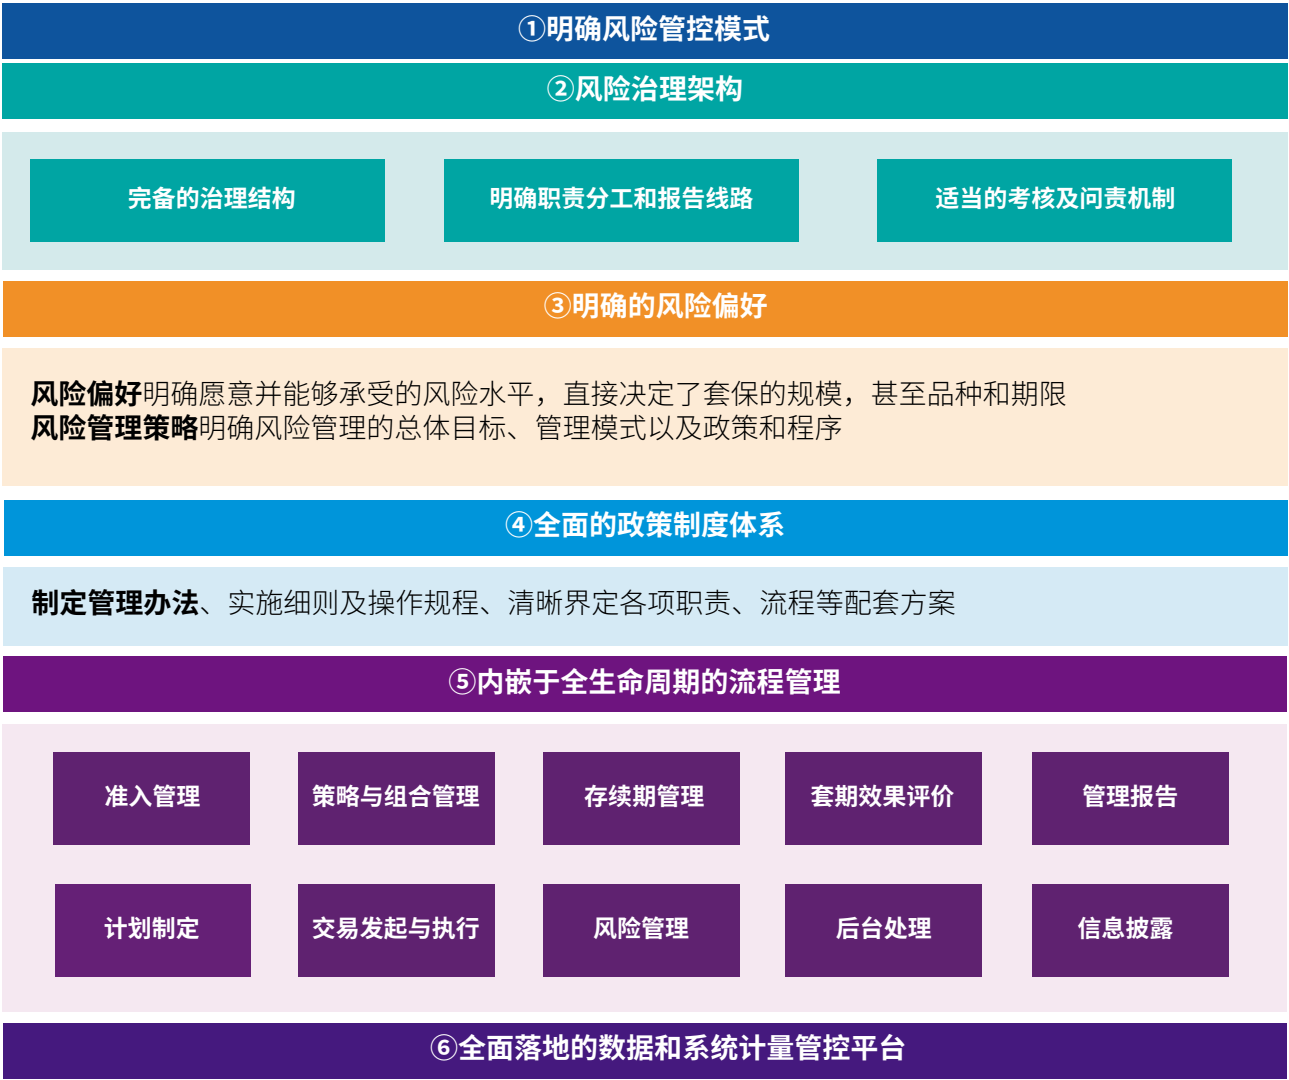 ①明确风险管控模式
②风险治理架构
完备的治理结构
明确职责分工和报告线路
适当的考核及问责机制
③明确的风险偏好
风险偏好明确愿意并能够承受的风险水平，直接决定了套保的规模，甚至品种和期限
风险管理策略明确风险管理的总体目标、管理模式以及政策和程序
④全面的政策制度体系
制定管理办法、实施细则及操作规程、清晰界定各项职责、流程等配套方案
⑤内嵌于全生命周期的流程管理
准入管理
策略与组合管理
存续期管理
套期效果评价
管理报告
计划制定
交易发起与执行
风险管理
后台处理
信息披露
⑥全面落地的数据和系统计量管控平台